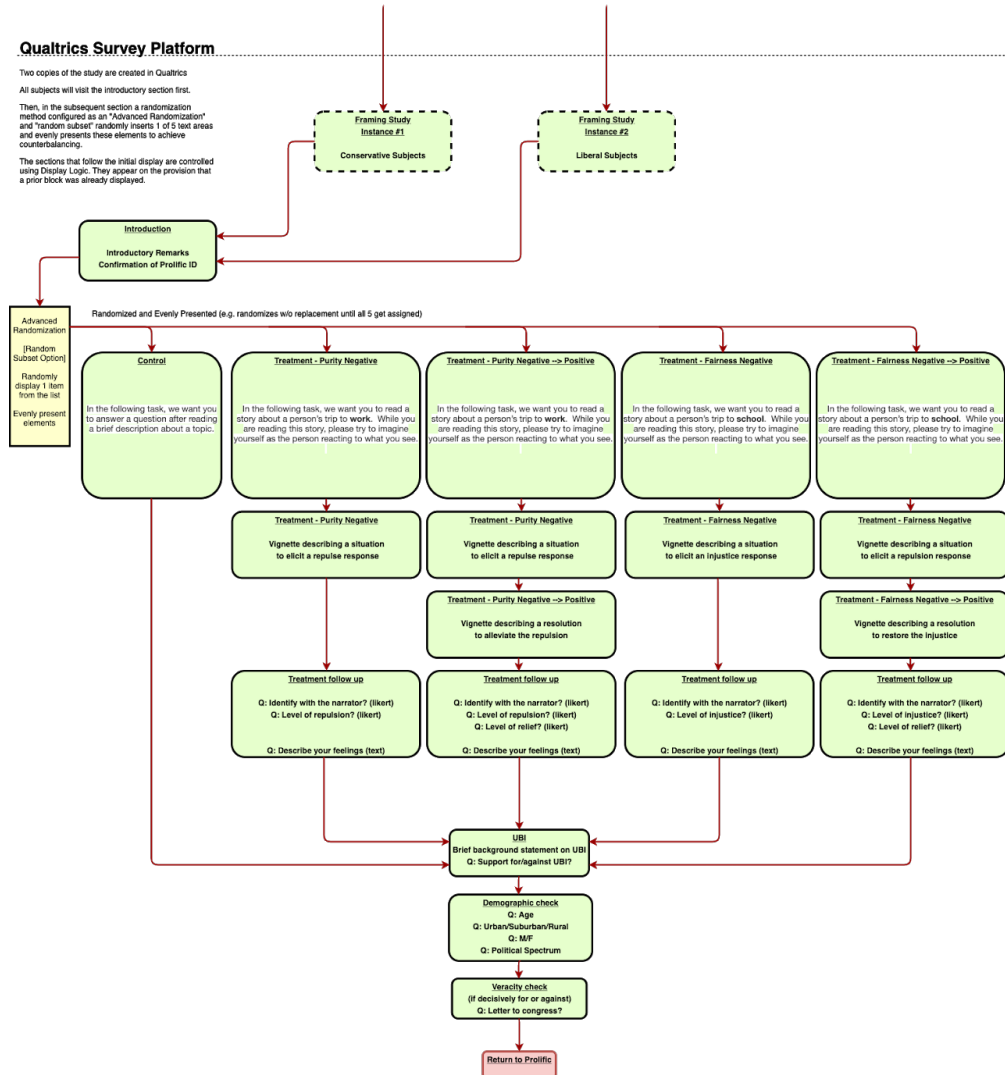 Qualtrics Survey Platform
Two copies of the study are created in Qualtrics
All subjects will visit the introductory section first.
Then, in the subsequent section a randomization
method configured as an "Advanced Randomization"
and "random subset" randomly inserts 1 of 5 text areas
and evenly presents these elements to achieve
counterbalancing.
The sections that follow the initial display are controlled
using Display Logic. They appear on the provision that
a prior block was already displayed.
Framing Study
Instance #1
Conservative Subjects
Framing Study
Instance #2
Liberal Subjects
Introduction
Introductory Remarks
Confirmation of Prolific ID
Advanced
Randomization
[Random
Subset Option]
Randomly
display 1 item
from the list
Evenly present
elements
Randomized and Evenly Presented (e.g. randomizes w/o replacement until all 5 get assigned)
Control
In the following task, we want you
to answer a question after reading
a brief description about a topic.
Treatment - Purity Negative
In the following task, we want you to read a
story about a person's trip to work. While you
are reading this story, please try to imagine
yourself as the person reacting to what you see.
Treatment - Purity Negative --> Positive
In the following task, we want you to read a
story about a person's trip to work. While you
are reading this story, please try to imagine
yourself as the person reacting to what you see.
Treatment - Fairness Negative
In the following task, we want you to read a
story about a person's trip to school. While you
are reading this story, please try to imagine
yourself as the person reacting to what you see.
Treatment - Fairness Negative --> Positive
In the following task, we want you to read a
story about a person's trip to school. While you
are reading this story, please try to imagine
yourself as the person reacting to what you see.
Treatment - Purity Negative
Vignette describing a situation
to elicit a repulse response
Treatment - Purity Negative
Vignette describing a situation
to elicit a repulse response
Treatment - Fairness Negative
Vignette describing a situation
to elicit an injustice response
Treatment - Fairness Negative
Vignette describing a situation
to elicit a repulsion response
Treatment - Purity Negative --> Positive
Vignette describing a resolution
to alleviate the repulsion
Treatment - Fairness Negative --> Positive
Vignette describing a resolution
to restore the injustice
Treatment follow up
Q: Identify with the narrator? (likert)
Q: Level of repulsion? (likert)
Q: Describe your feelings (text)
Treatment follow up
Q: Identify with the narrator? (likert)
Q: Level of repulsion? (likert)
Q: Level of relief? (likert)
Q: Describe your feelings (text)
Treatment follow up
Q: Identify with the narrator? (likert)
Q: Level of injustice? (likert)
Q: Describe your feelings (text)
Treatment follow up
Q: Identify with the narrator? (likert)
Q: Level of injustice? (likert)
Q: Level of relief? (likert)
Q: Describe your feelings (text)
UBI
Brief background statement on UBI
Q: Support for/against UBI?
Demographic check
Q: Age
Q: Urban/Suburban/Rural
Q: M/F
Q: Political Spectrum
Veracity check
(if decisively for or against)
Q: Letter to congress?
Return to Prolific